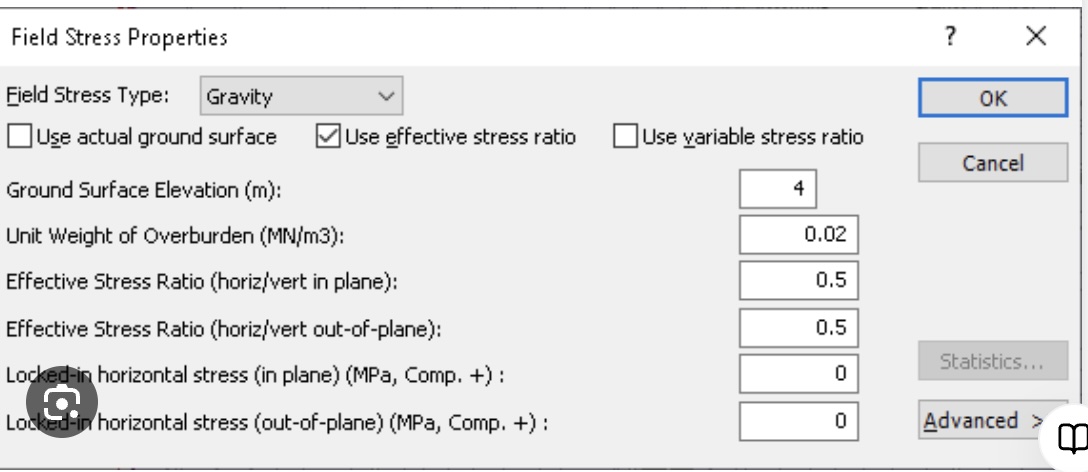 Field Stress Properties ?
Field Stress Type: Gravity OK
Use actual ground surface Use effective stress ratio Use variable stress ratio
Cancel
Ground Surface Elevation (m): 4
Unit Weight of Overburden (MN/m3): 0.02
Effective Stress Ratio (horiz/vert in plane): 0.5
Effective Stress Ratio (horiz/vert out-of-plane): 0.5
Statistics...
Locked-in horizontal stress (in plane) (MPa, Comp. +) : 0
Locked-in horizontal stress (out-of-plane) (MPa, Comp. +) : 0
Advanced >